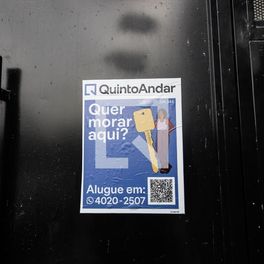 QuintoAndar
Quer
morar
aqui?
Alugue em:
4020-2507